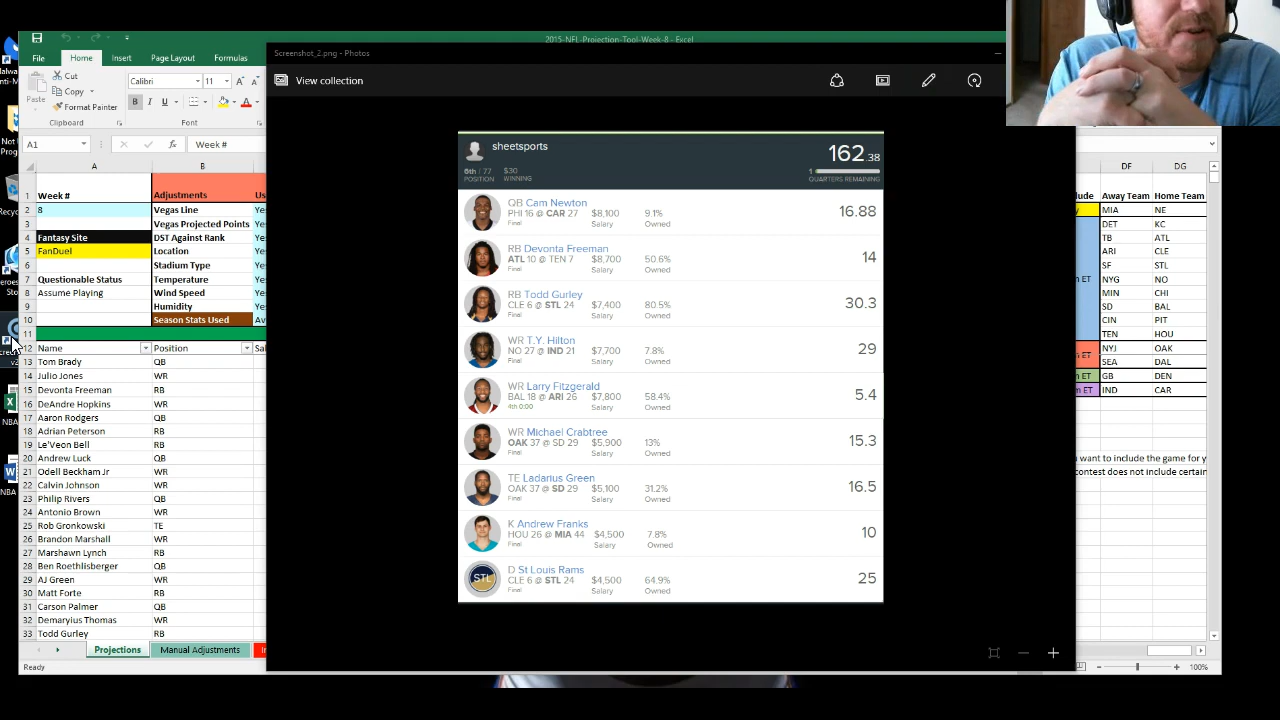 2015-NFL-Projection-Tool-Week-8 - Excel
File
Home
Insert
Page Layout
Formulas
Cut
Copy
Format Painter
Paste
Clipboard
Calibri
11
B I U
Font
A1
Week #
A
B
DF
DG
1
Week #
Adjustments
Away Team
Home Team
2
8
Vegas Line
MIA
NE
3
Vegas Projected Points
DET
KC
4
Fantasy Site
DST Against Rank
TB
ATL
5
FanDuel
Location
ARI
CLE
6
Stadium Type
SF
STL
7
Questionable Status
Temperature
NYG
NO
8
Assume Playing
Wind Speed
MIN
CHI
9
Humidity
SD
BAL
10
Season Stats Used
CIN
PIT
11
TEN
HOU
12
Name
Position
NYJ
OAK
13
Tom Brady
QB
SEA
DAL
14
Julio Jones
WR
GB
DEN
15
Devonta Freeman
RB
IND
CAR
16
DeAndre Hopkins
WR
17
Aaron Rodgers
QB
18
Adrian Peterson
RB
19
Le'Veon Bell
RB
20
Andrew Luck
QB
21
Odell Beckham Jr
WR
22
Calvin Johnson
WR
23
Philip Rivers
QB
24
Antonio Brown
WR
25
Rob Gronkowski
TE
26
Brandon Marshall
WR
27
Marshawn Lynch
RB
28
Ben Roethlisberger
QB
29
AJ Green
WR
30
Matt Forte
RB
31
Carson Palmer
QB
32
Demaryius Thomas
WR
33
Todd Gurley
RB
Projections
Manual Adjustments
Ready
100%
Screenshot_2.png - Photos
View collection
sheetsports
162.38
6th / 77
POSITION
$30
WINNING
1
QUARTERS REMAINING
QB Cam Newton
PHI 16 @ CAR 27
Final
$8,100
Salary
9.1%
Owned
16.88
RB Devonta Freeman
ATL 10 @ TEN 7
Final
$8,700
Salary
50.6%
Owned
14
RB Todd Gurley
CLE 6 @ STL 24
Final
$7,400
Salary
80.5%
Owned
30.3
WR T.Y. Hilton
NO 27 @ IND 21
Final
$7,700
Salary
7.8%
Owned
29
WR Larry Fitzgerald
BAL 18 @ ARI 26
4th 0:00
$7,800
Salary
58.4%
Owned
5.4
WR Michael Crabtree
OAK 37 @ SD 29
Final
$5,900
Salary
13%
Owned
15.3
TE Ladarius Green
OAK 37 @ SD 29
Final
$5,100
Salary
31.2%
Owned
16.5
K Andrew Franks
HOU 26 @ MIA 44
Final
$4,500
Salary
7.8%
Owned
10
STL
D St Louis Rams
CLE 6 @ STL 24
Final
$4,500
Salary
64.9%
Owned
25
want to include the game for y
contest does not include certain